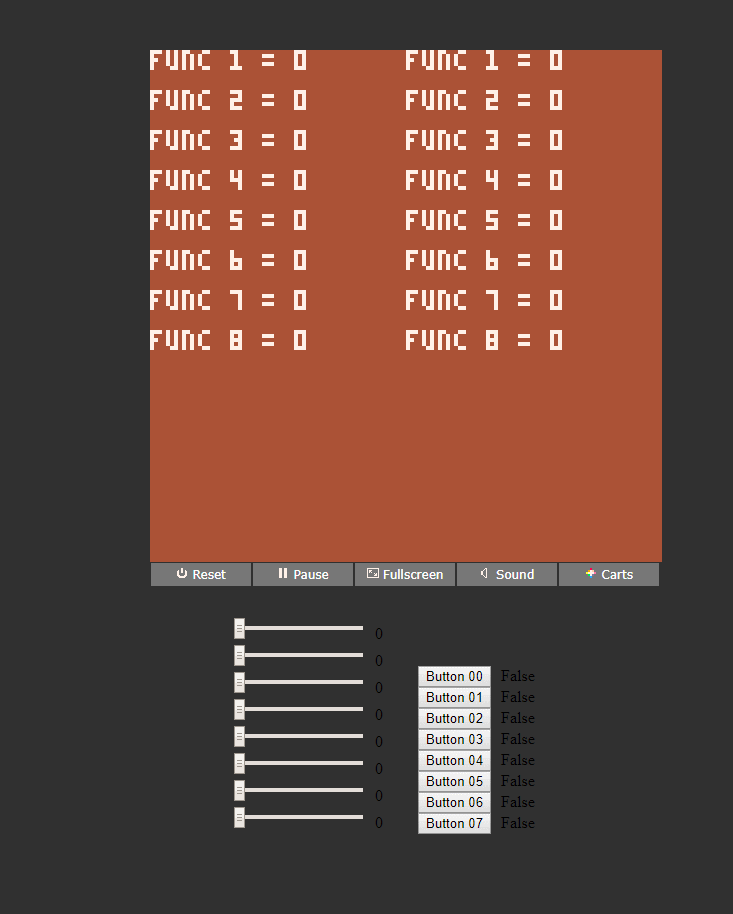 FUNC 1 = 0 FUNC 1 = 0
FUNC 2 = 0 FUNC 2 = 0
FUNC 3 = 0 FUNC 3 = 0
FUNC 4 = 0 FUNC 4 = 0
FUNC 5 = 0 FUNC 5 = 0
FUNC 6 = 0 FUNC 6 = 0
FUNC 7 = 0 FUNC 7 = 0
FUNC 8 = 0 FUNC 8 = 0
Reset Pause Fullscreen Sound Carts
0
0
0
0
0
0
0
0
Button 00 False
Button 01 False
Button 02 False
Button 03 False
Button 04 False
Button 05 False
Button 06 False
Button 07 False